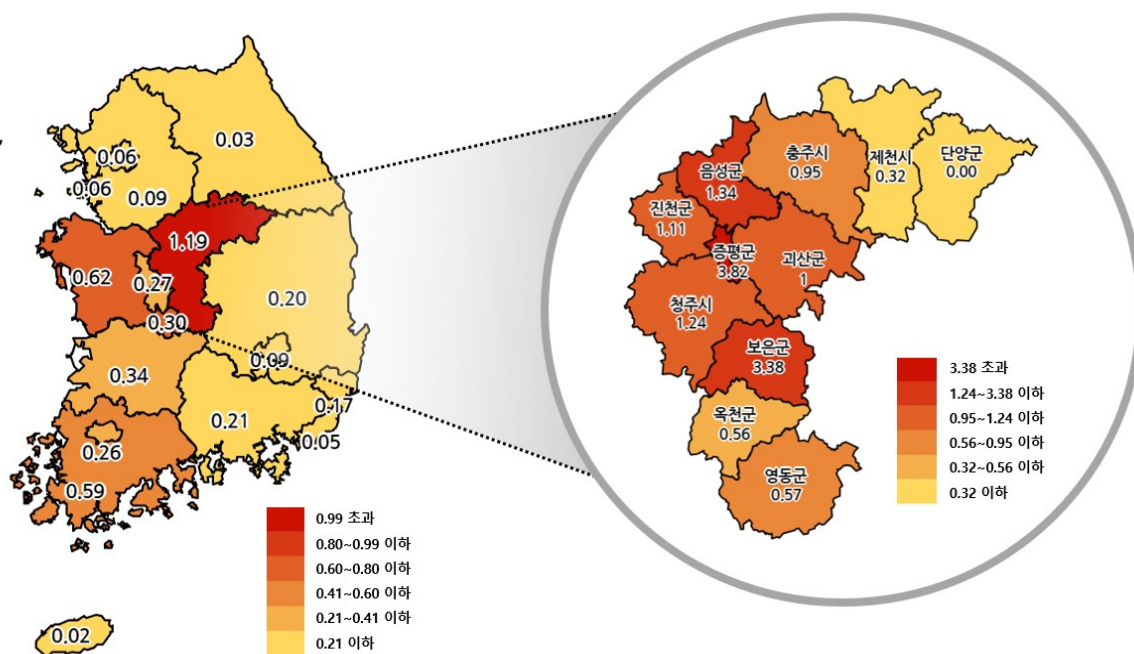 0.03
0.06
0.06
0.09
1.19
0.62
0.27
0.20
0.30
0.09
0.34
0.17
0.21
0.05
0.26
0.59
0.02
0.99 초과
0.80~0.99 이하
0.60~0.80 이하
0.41~0.60 이하
0.21~0.41 이하
0.21 이하
충주시
0.95
제천시
0.32
단양군
0.00
음성군
1.34
진천군
1.11
증평군
3.82
괴산군
1
청주시
1.24
보은군
3.38
옥천군
0.56
영동군
0.57
3.38 초과
1.24~3.38 이하
0.95~1.24 이하
0.56~0.95 이하
0.32~0.56 이하
0.32 이하